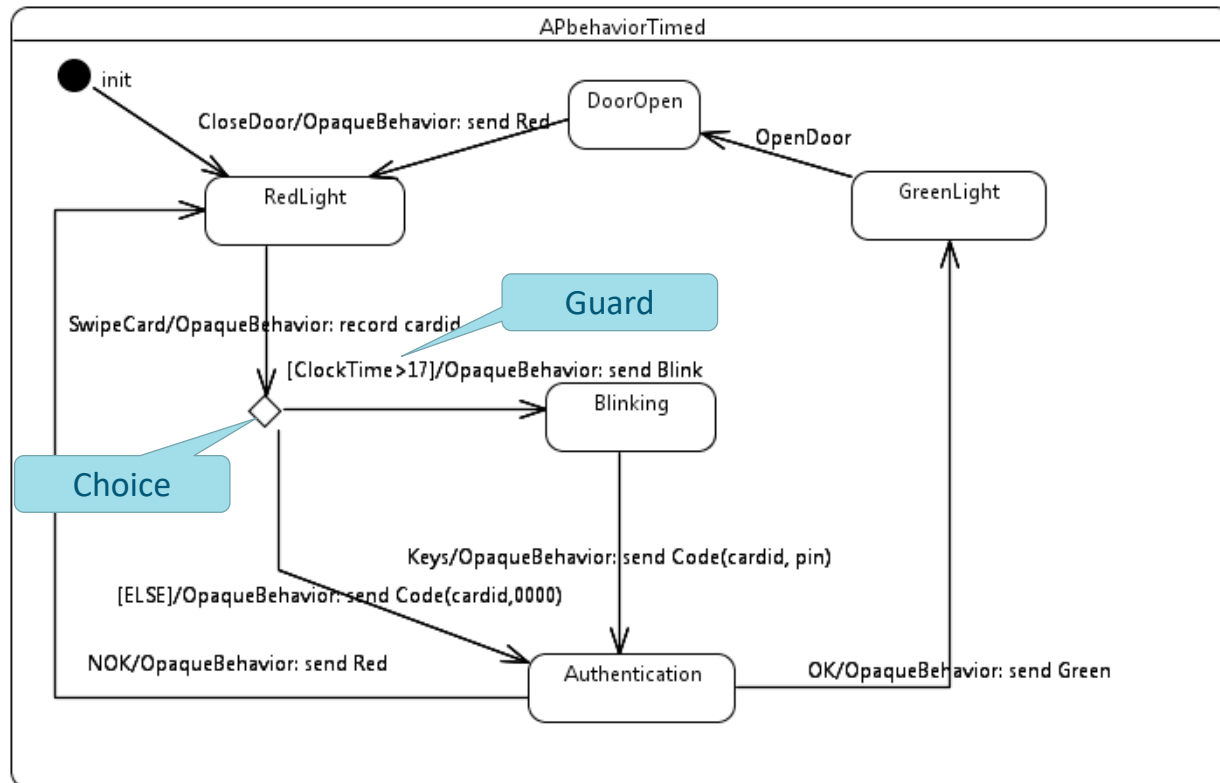 APbehaviorTimed
init
DoorOpen
CloseDoor/OpaqueBehavior: send Red
OpenDoor
RedLight
GreenLight
Guard
SwipeCard/OpaqueBehavior: record cardid
[ClockTime>17]/OpaqueBehavior: send Blink
Blinking
Choice
Keys/OpaqueBehavior: send Code(cardid, pin)
[ELSE]/OpaqueBehavior: send Code(cardid,0000)
NOK/OpaqueBehavior: send Red
Authentication
OK/OpaqueBehavior: send Green